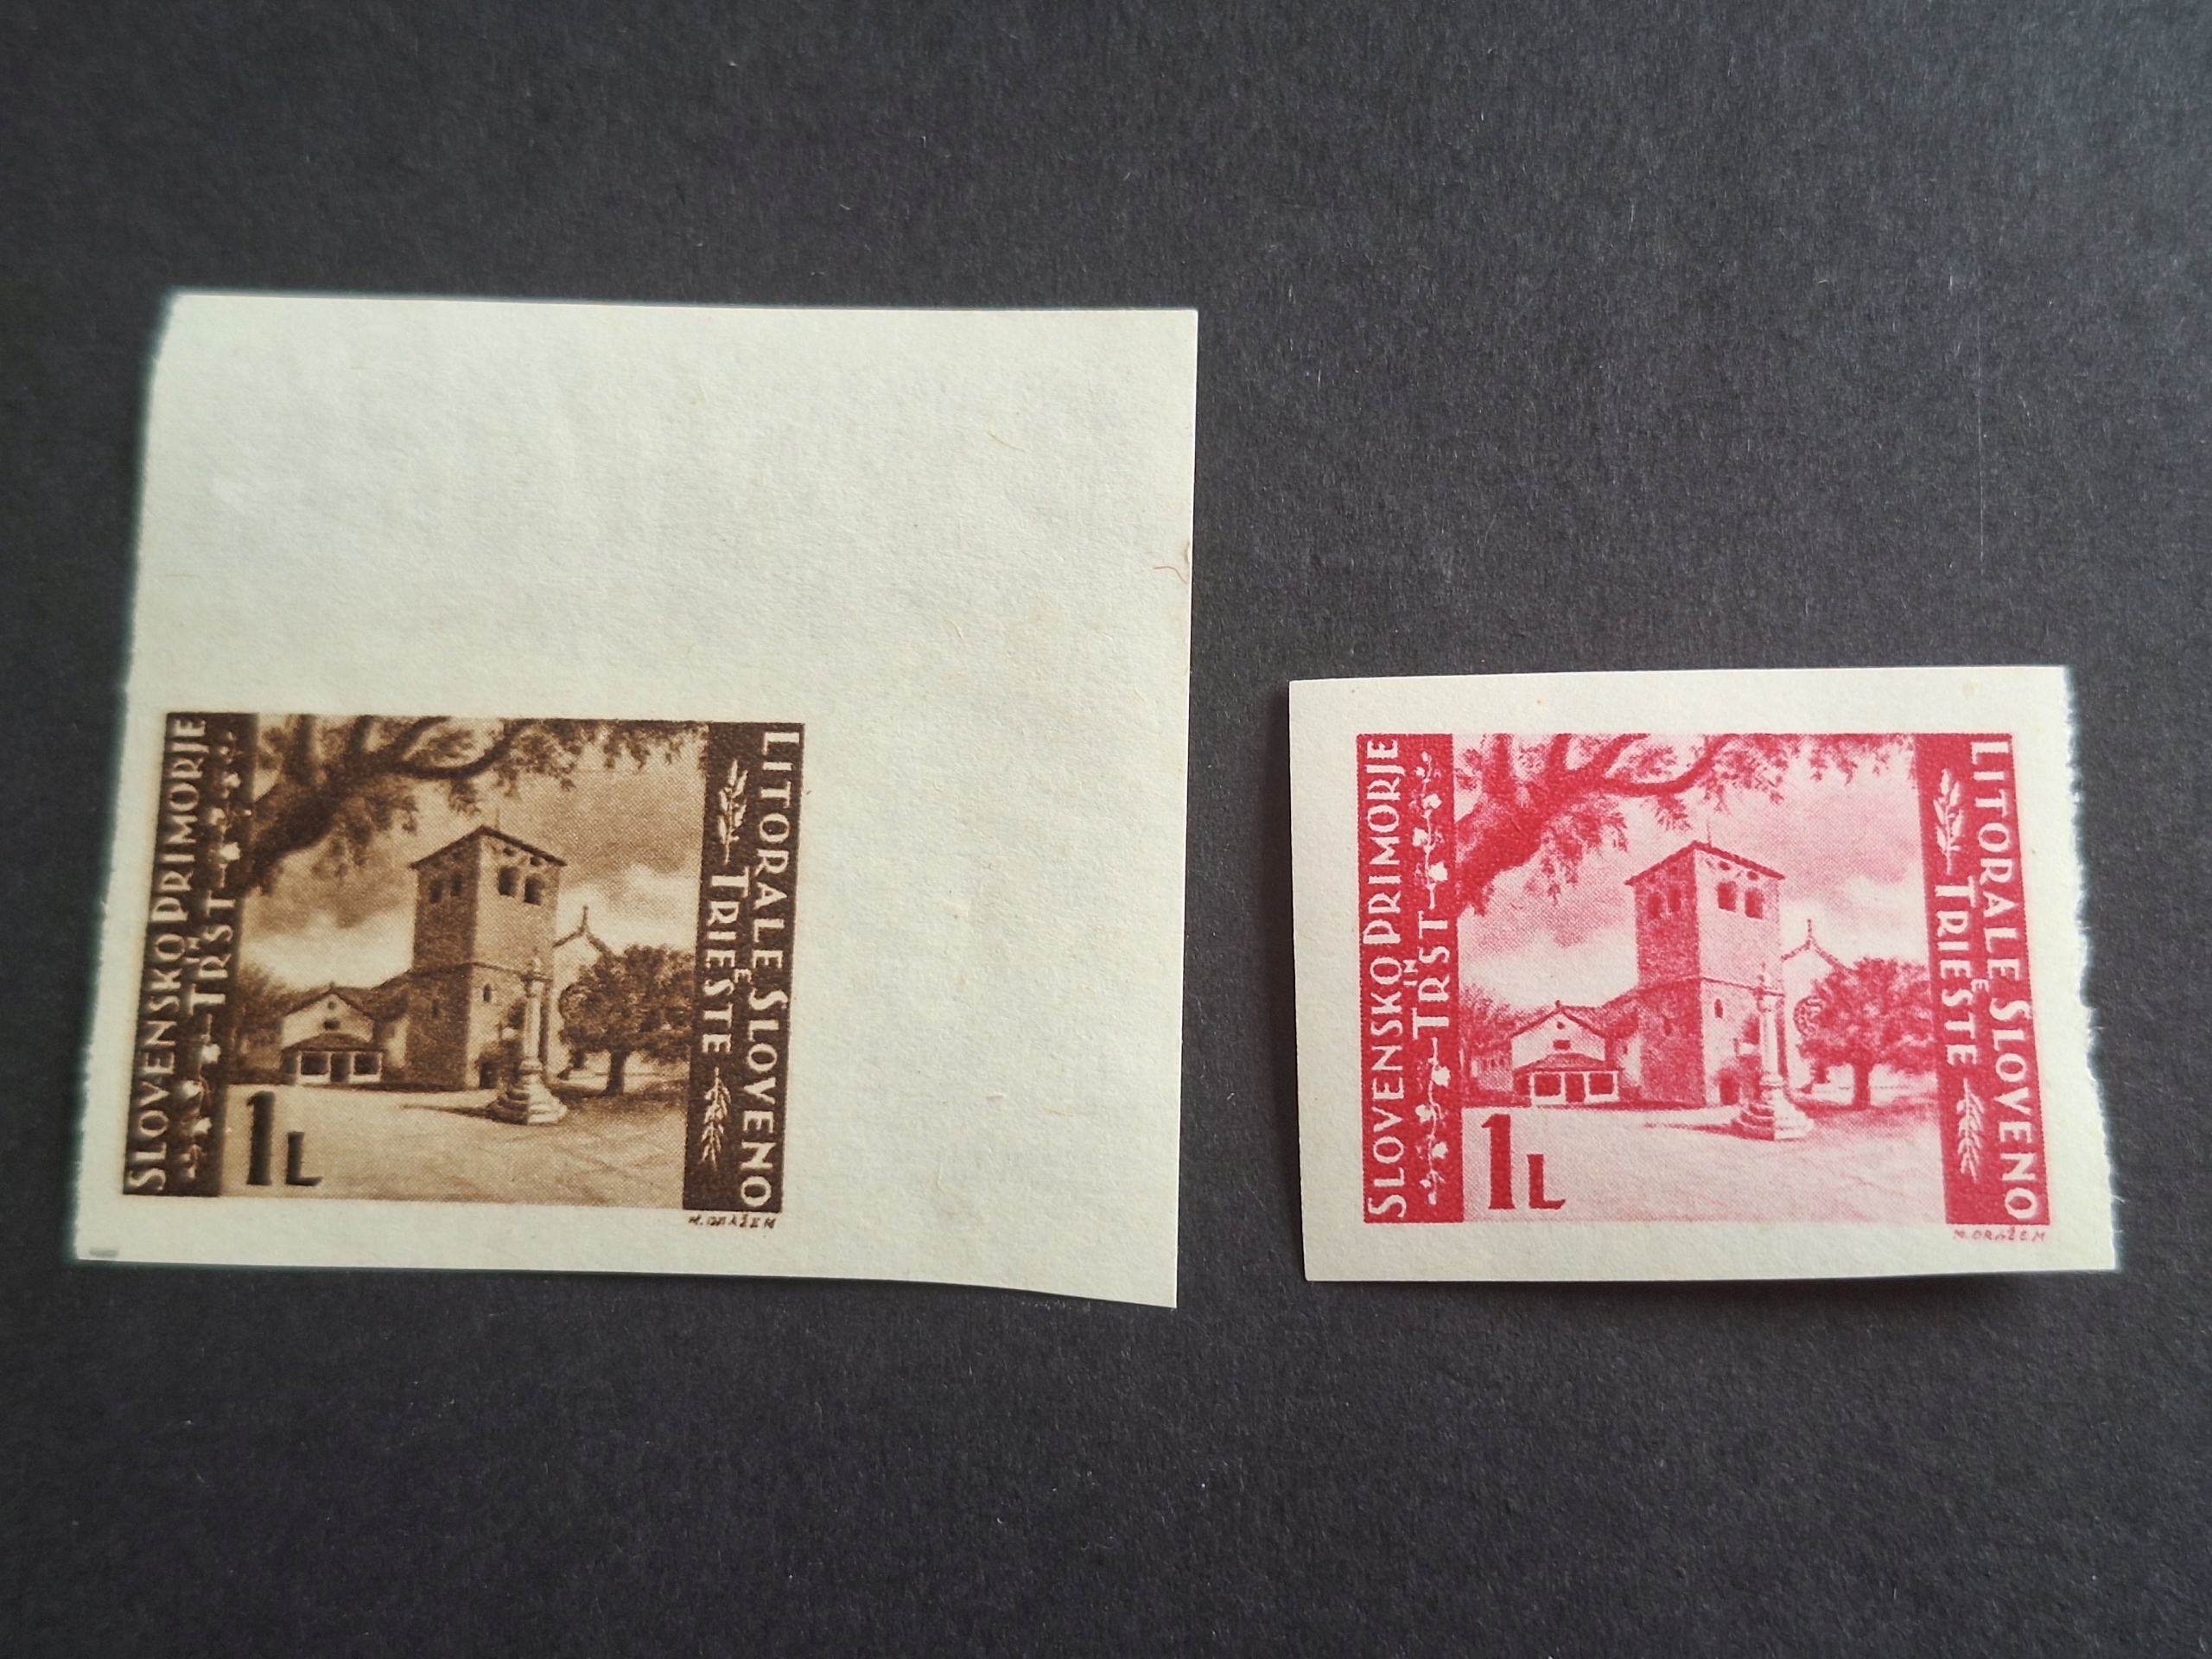 SLOVENSKO PRIMORJE
IN
TRST
1L
LITORALE SLOVENO
E
TRIESTE
M. ORAŽEM
SLOVENSKO PRIMORJE
IN
TRST
1L
LITORALE SLOVENO
E
TRIESTE
M. ORAŽEM